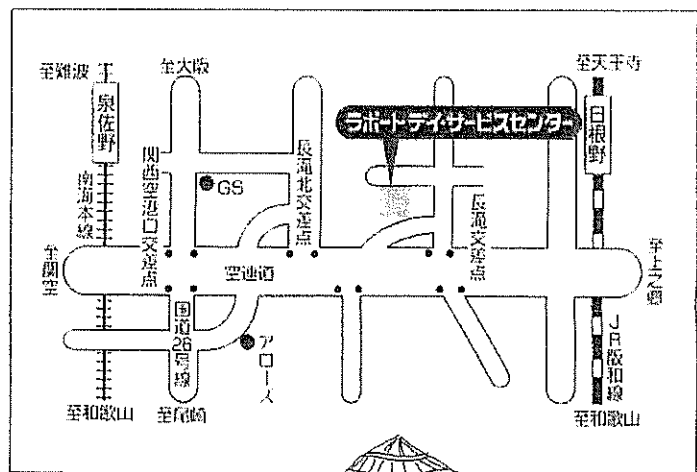 至難波
至大阪
至天王寺
泉佐野
日根野
ラポートデイ・サービスセンター
南海本線
関西空港口交差点
GS
長滝北交差点
長滝交差点
至関空
空連道
至上之郷
国道26号線
アローズ
JR阪和線
至和歌山
至尾崎
至和歌山